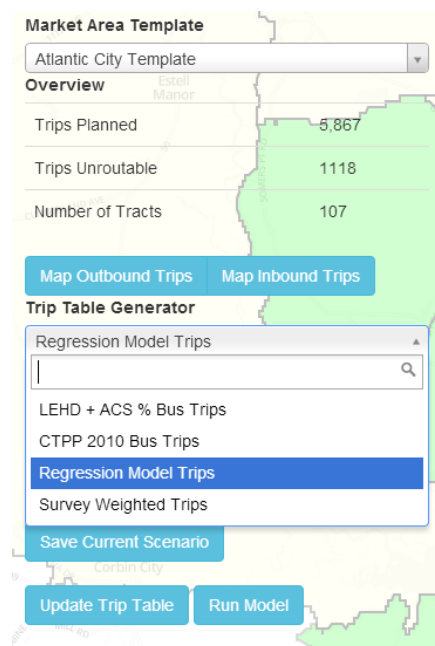 Market Area Template
Atlantic City Template
Estell
Manor
Overview
Trips Planned 5,867
Trips Unroutable 1118
Number of Tracts 107
Map Outbound Trips Map Inbound Trips
Trip Table Generator
Regression Model Trips
LEHD + ACS % Bus Trips
CTPP 2010 Bus Trips
Regression Model Trips
Survey Weighted Trips
Save Current Scenario
Corbin City
Update Trip Table Run Model